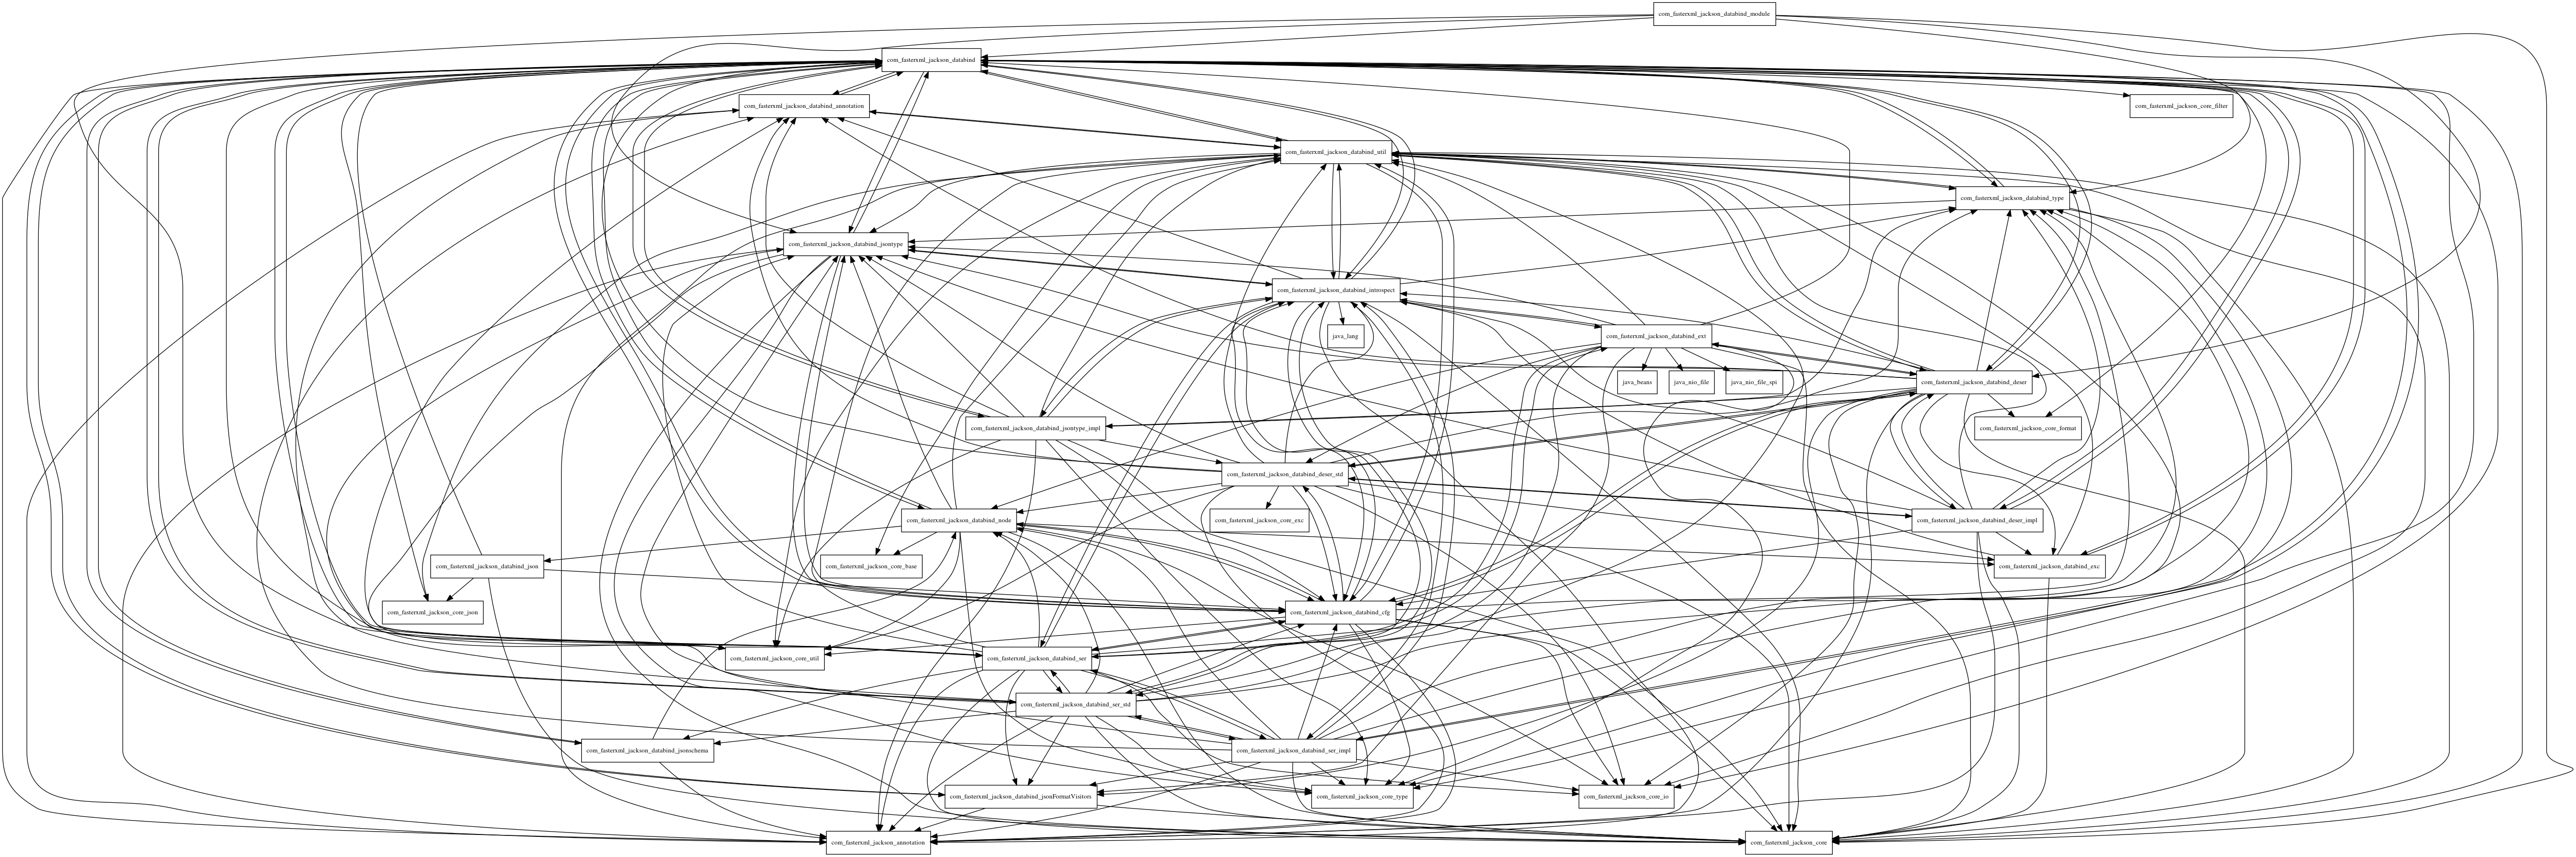 com_fasterxml_jackson_databind_module
com_fasterxml_jackson_databind
com_fasterxml_jackson_databind_annotation
com_fasterxml_jackson_core_filter
com_fasterxml_jackson_databind_util
com_fasterxml_jackson_databind_type
com_fasterxml_jackson_databind_jsontype
com_fasterxml_jackson_databind_introspect
java_lang
com_fasterxml_jackson_databind_ext
java_beans
java_nio_file
java_nio_file_spi
com_fasterxml_jackson_databind_deser
com_fasterxml_jackson_databind_jsontype_impl
com_fasterxml_jackson_core_format
com_fasterxml_jackson_databind_deser_std
com_fasterxml_jackson_databind_node
com_fasterxml_jackson_core_exc
com_fasterxml_jackson_databind_deser_impl
com_fasterxml_jackson_databind_json
com_fasterxml_jackson_core_base
com_fasterxml_jackson_databind_exc
com_fasterxml_jackson_core_json
com_fasterxml_jackson_databind_cfg
com_fasterxml_jackson_core_util
com_fasterxml_jackson_databind_ser
com_fasterxml_jackson_databind_ser_std
com_fasterxml_jackson_databind_jsonschema
com_fasterxml_jackson_databind_ser_impl
com_fasterxml_jackson_databind_jsonFormatVisitors
com_fasterxml_jackson_core_type
com_fasterxml_jackson_core_io
com_fasterxml_jackson_annotation
com_fasterxml_jackson_core